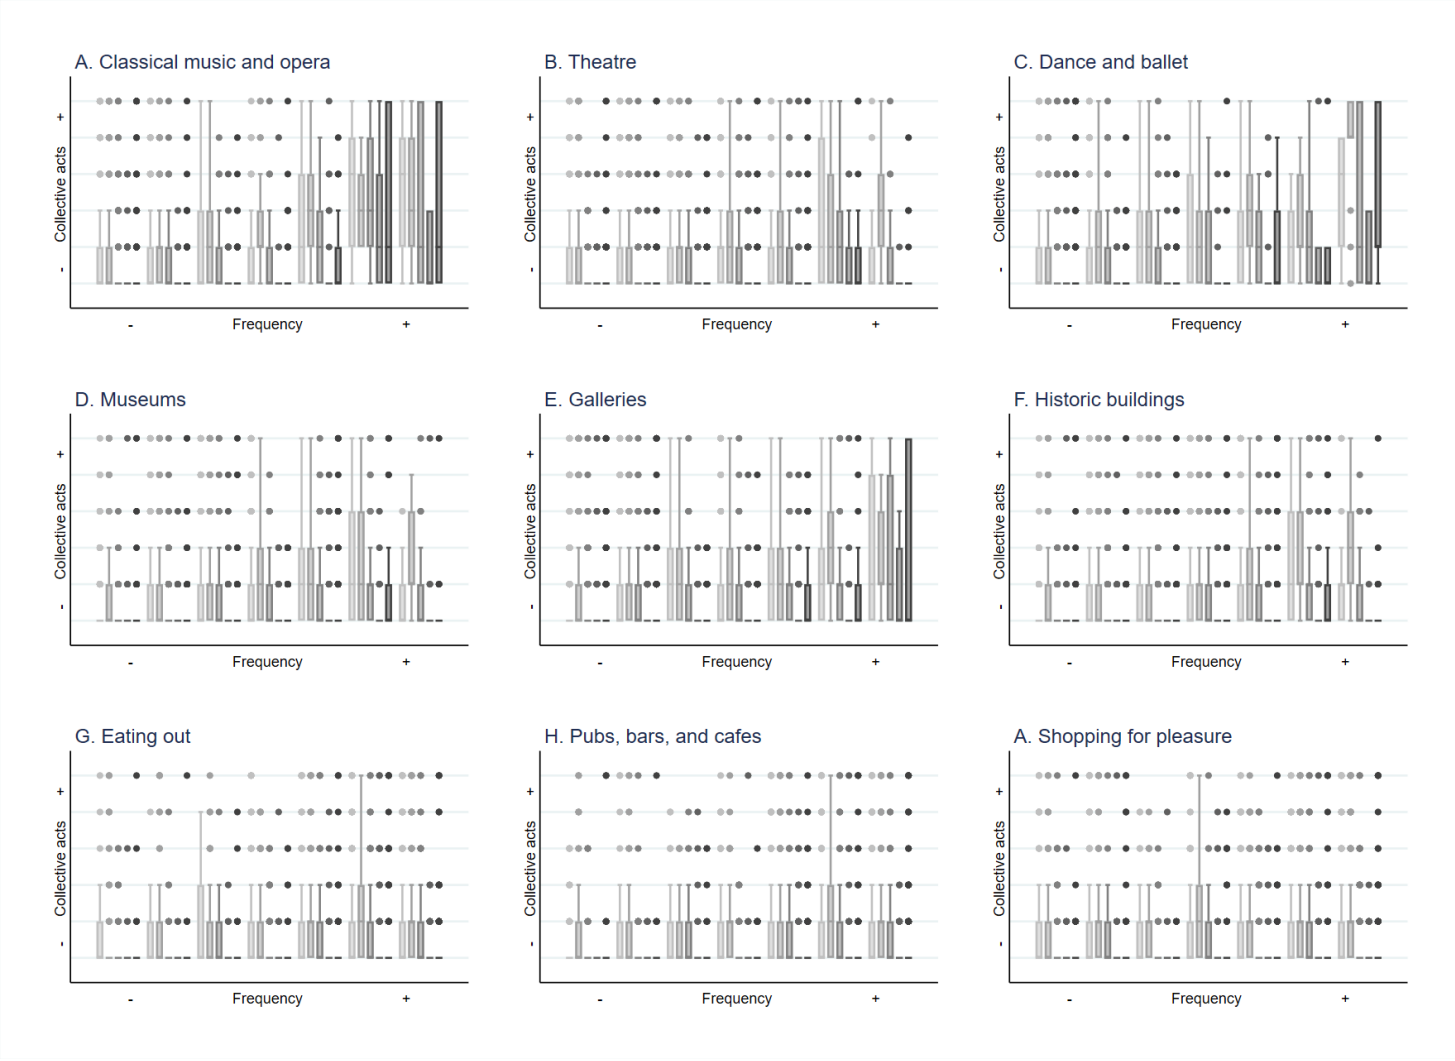 A. Classical music and opera
B. Theatre
C. Dance and ballet
+
+
+
Collective acts
Collective acts
Collective acts
-
-
-
- Frequency +
- Frequency +
- Frequency +
D. Museums
E. Galleries
F. Historic buildings
+
+
+
Collective acts
Collective acts
Collective acts
-
-
-
- Frequency +
- Frequency +
- Frequency +
G. Eating out
H. Pubs, bars, and cafes
A. Shopping for pleasure
+
+
+
Collective acts
Collective acts
Collective acts
-
-
-
- Frequency +
- Frequency +
- Frequency +